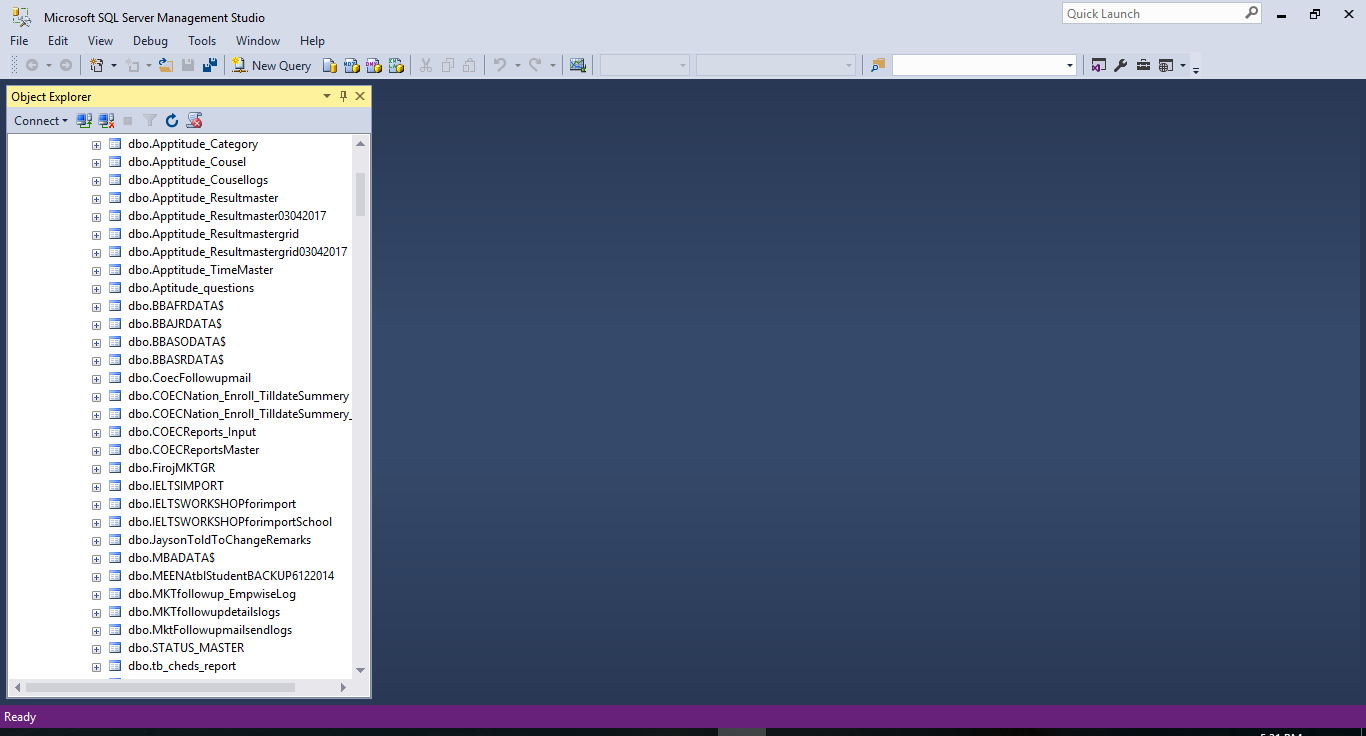 Microsoft SQL Server Management Studio
Quick Launch
File Edit View Debug Tools Window Help
New Query
Object Explorer
Connect
dbo.Apptitude_Category
dbo.Apptitude_Cousel
dbo.Apptitude_Cousellogs
dbo.Apptitude_Resultmaster
dbo.Apptitude_Resultmaster03042017
dbo.Apptitude_Resultmastergrid
dbo.Apptitude_Resultmastergrid03042017
dbo.Apptitude_TimeMaster
dbo.Aptitude_questions
dbo.BBAFRDATA$
dbo.BBAJRDATA$
dbo.BBASODATA$
dbo.BBASRDATA$
dbo.CoecFollowupmail
dbo.COECNation_Enroll_TilldateSummery
dbo.COECNation_Enroll_TilldateSummery_
dbo.COECReports_Input
dbo.COECReportsMaster
dbo.FirojMKTGR
dbo.IELTSIMPORT
dbo.IELTSWORKSHOPforimport
dbo.IELTSWORKSHOPforimportSchool
dbo.JaysonToldToChangeRemarks
dbo.MBADATA$
dbo.MEENAtblStudentBACKUP6122014
dbo.MKTfollowup_EmpwiseLog
dbo.MKTfollowupdetailslogs
dbo.MktFollowupmailsendlogs
dbo.STATUS_MASTER
dbo.tb_cheds_report
Ready